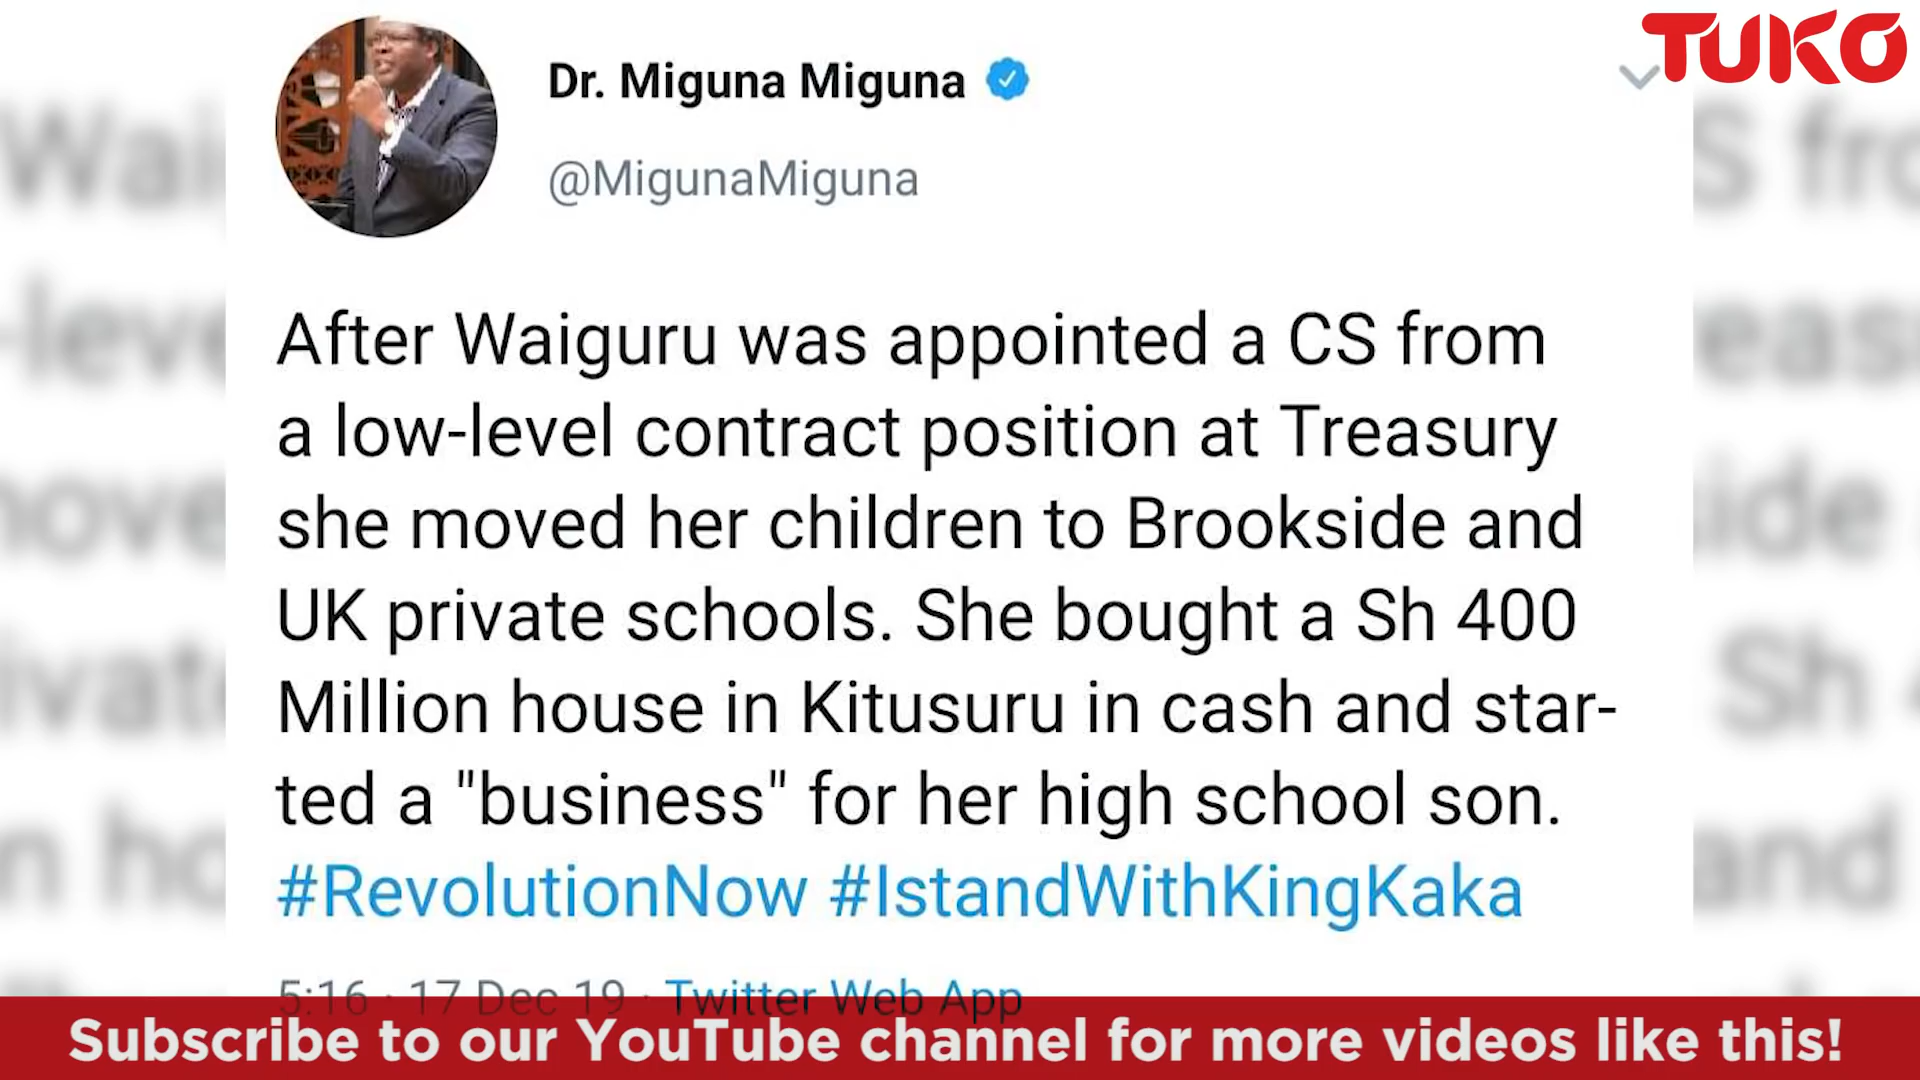 TUKO
Dr. Miguna Miguna
@MigunaMiguna
After Waiguru was appointed a CS from
a low-level contract position at Treasury
she moved her children to Brookside and
UK private schools. She bought a Sh 400
Million house in Kitusuru in cash and star-
ted a "business" for her high school son.
#RevolutionNow #IstandWithKingKaka
5:16 · 17 Dec 19 · Twitter Web App
Subscribe to our YouTube channel for more videos like this!